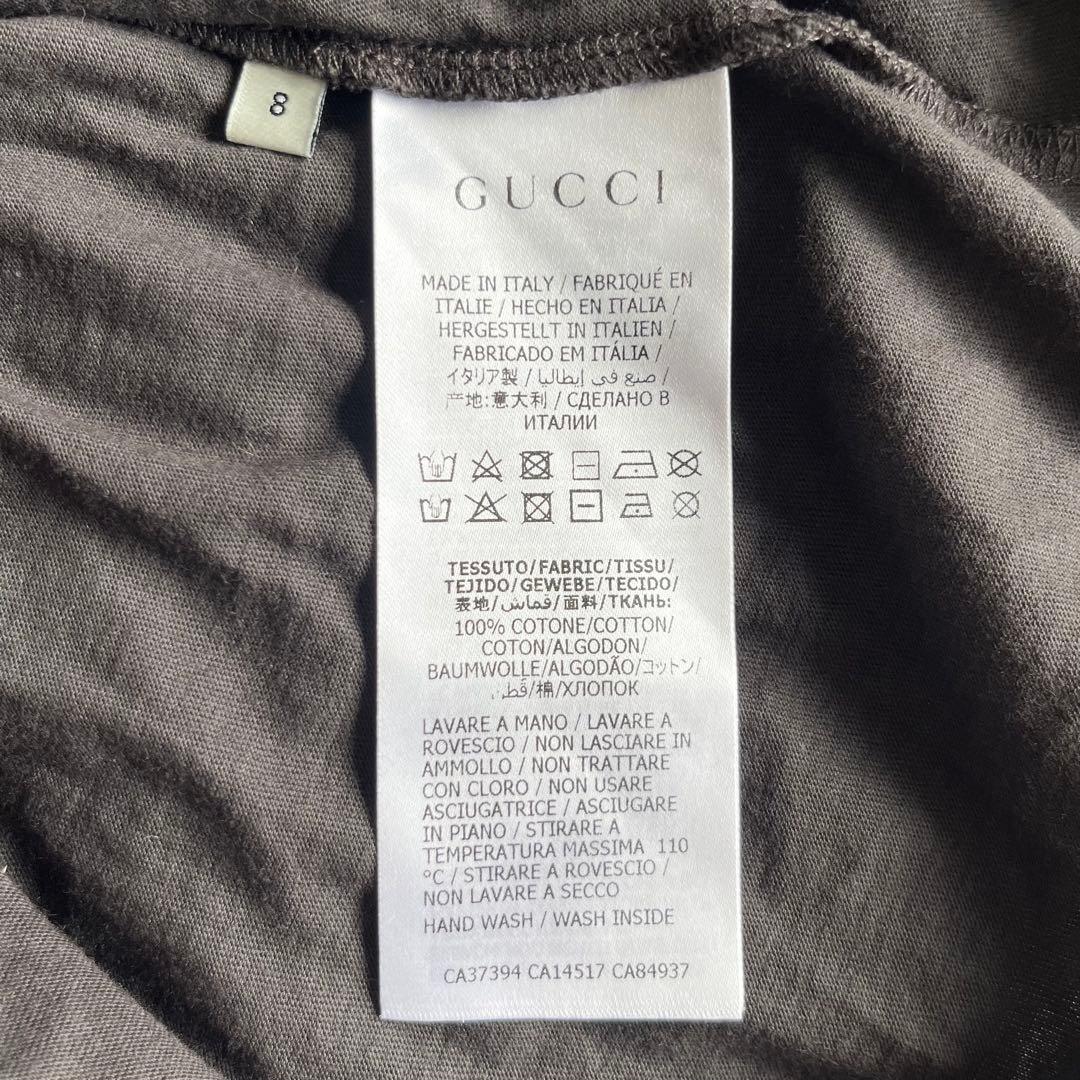 8
GUCCI
MADE IN ITALY / FABRIQUÉ EN
ITALIE / HECHO EN ITALIA /
HERGESTELLT IN ITALIEN /
FABRICADO EM ITÁLIA /
イタリア製 / صنع في إيطاليا /
产地:意大利 / СДЕЛАНО В
ИТАЛИИ
TESSUTO/FABRIC/TISSU/
TEJIDO/GEWEBE/TECIDO/
表地/قماش/面料/ТКАНЬ:
100% COTONE/COTTON/
COTON/ALGODON/
BAUMWOLLE/ALGODÃO/コットン/
قطن/棉/ХЛОПОК
LAVARE A MANO / LAVARE A
ROVESCIO / NON LASCIARE IN
AMMOLLO / NON TRATTARE
CON CLORO / NON USARE
ASCIUGATRICE / ASCIUGARE
IN PIANO / STIRARE A
TEMPERATURA MASSIMA 110
°C / STIRARE A ROVESCIO /
NON LAVARE A SECCO
HAND WASH / WASH INSIDE
CA37394 CA14517 CA84937